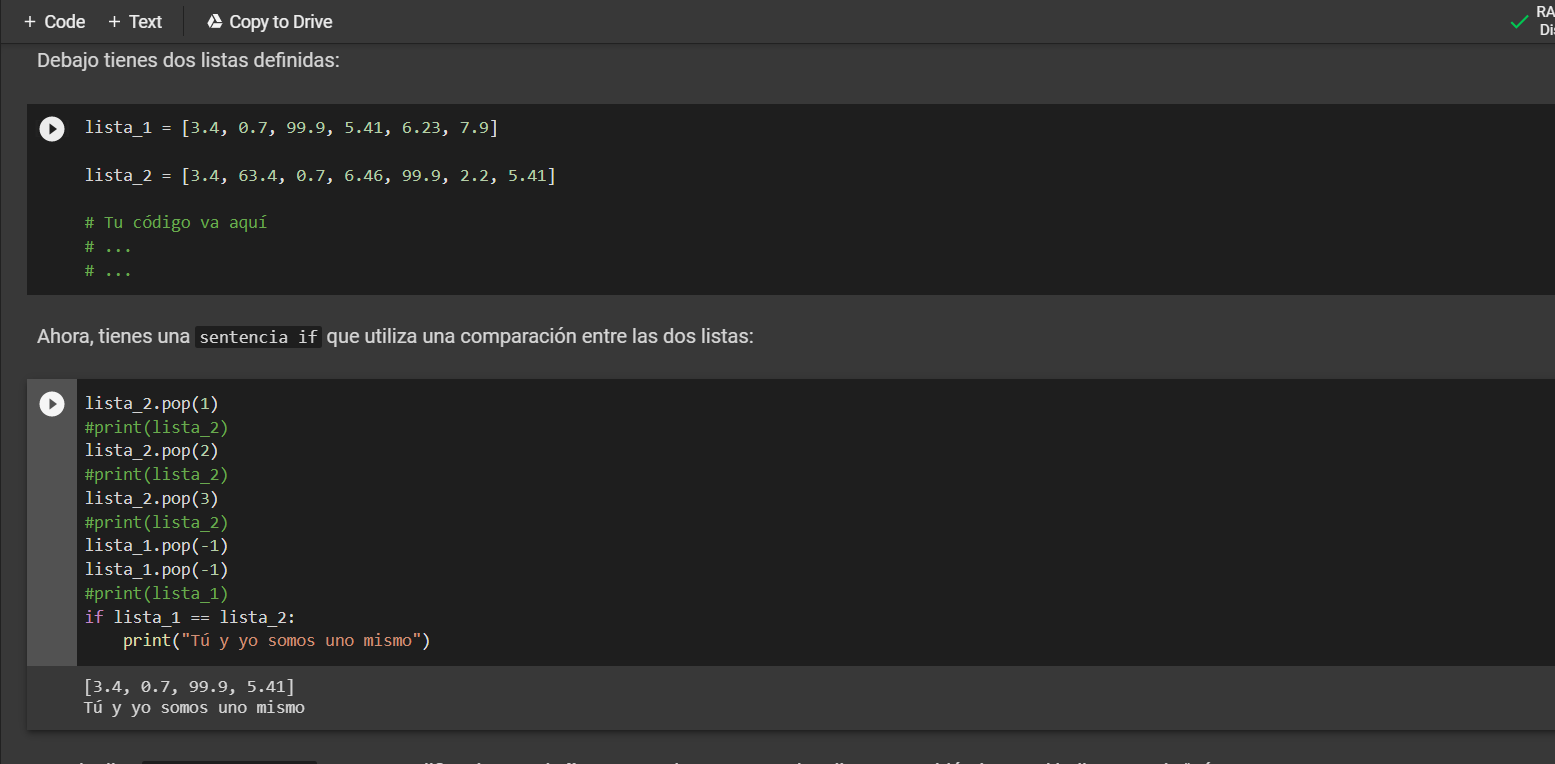 + Code + Text Copy to Drive
RA
Dis
Debajo tienes dos listas definidas:
lista_1 = [3.4, 0.7, 99.9, 5.41, 6.23, 7.9]
lista_2 = [3.4, 63.4, 0.7, 6.46, 99.9, 2.2, 5.41]
# Tu código va aquí
# ...
# ...
Ahora, tienes una sentencia if que utiliza una comparación entre las dos listas:
lista_2.pop(1)
#print(lista_2)
lista_2.pop(2)
#print(lista_2)
lista_2.pop(3)
#print(lista_2)
lista_1.pop(-1)
lista_1.pop(-1)
#print(lista_1)
if lista_1 == lista_2:
    print("Tú y yo somos uno mismo")
[3.4, 0.7, 99.9, 5.41]
Tú y yo somos uno mismo